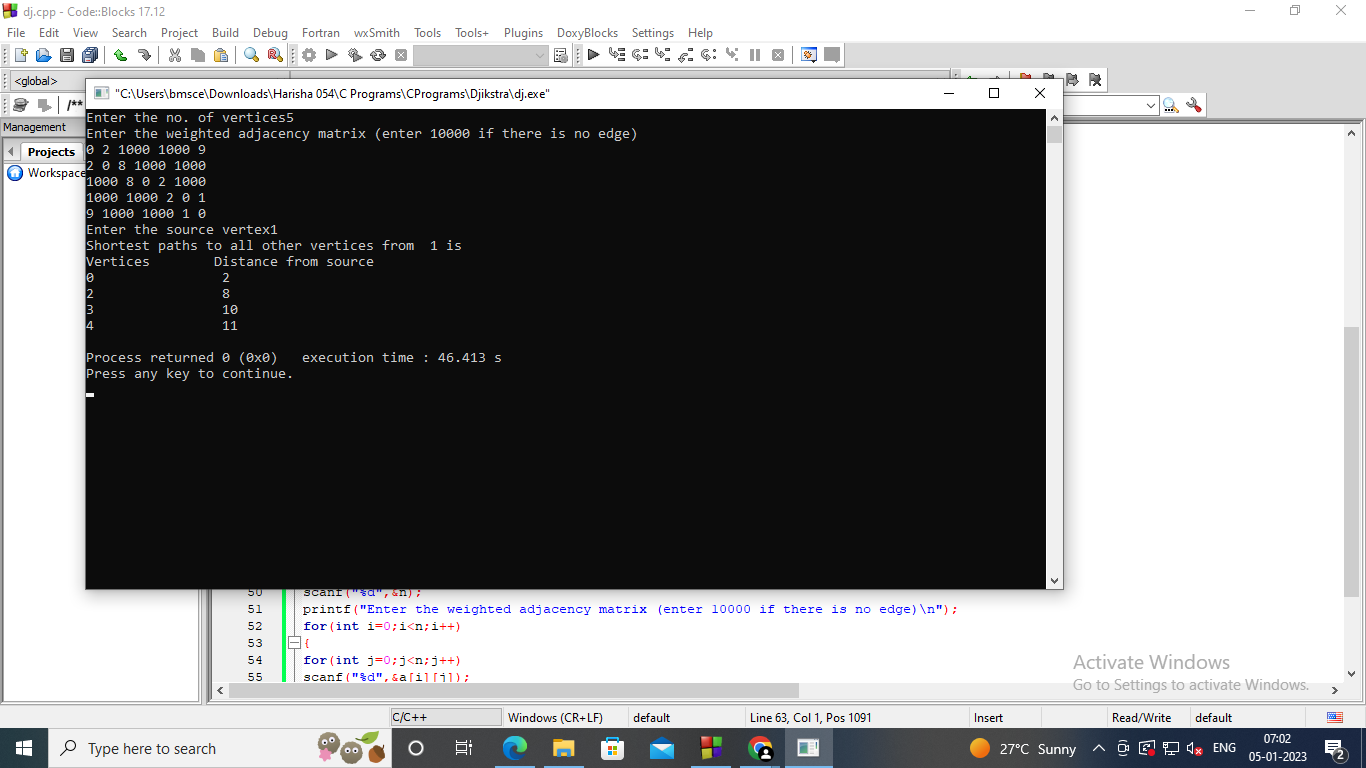 dj.cpp - Code::Blocks 17.12
File Edit View Search Project Build Debug Fortran wxSmith Tools Tools+ Plugins DoxyBlocks Settings Help
<global>
"C:\Users\bmsce\Downloads\Harisha 054\C Programs\CPrograms\Djikstra\dj.exe"
/**
Management
Projects
Workspace
Enter the no. of vertices5
Enter the weighted adjacency matrix (enter 10000 if there is no edge)
0 2 1000 1000 9
2 0 8 1000 1000
1000 8 0 2 1000
1000 1000 2 0 1
9 1000 1000 1 0
Enter the source vertex1
Shortest paths to all other vertices from  1 is
Vertices        Distance from source
0                2
2                8
3                10
4                11
Process returned 0 (0x0)   execution time : 46.413 s
Press any key to continue.
50 scanf("%d",&n);
51 printf("Enter the weighted adjacency matrix (enter 10000 if there is no edge)\n");
52 for(int i=0;i<n;i++)
53 {
54 for(int j=0;j<n;j++)
55 scanf("%d",&a[i][j]);
Activate Windows
Go to Settings to activate Windows.
C/C++ Windows (CR+LF) default Line 63, Col 1, Pos 1091 Insert Read/Write default
Type here to search
27°C Sunny
ENG
07:02
05-01-2023
2